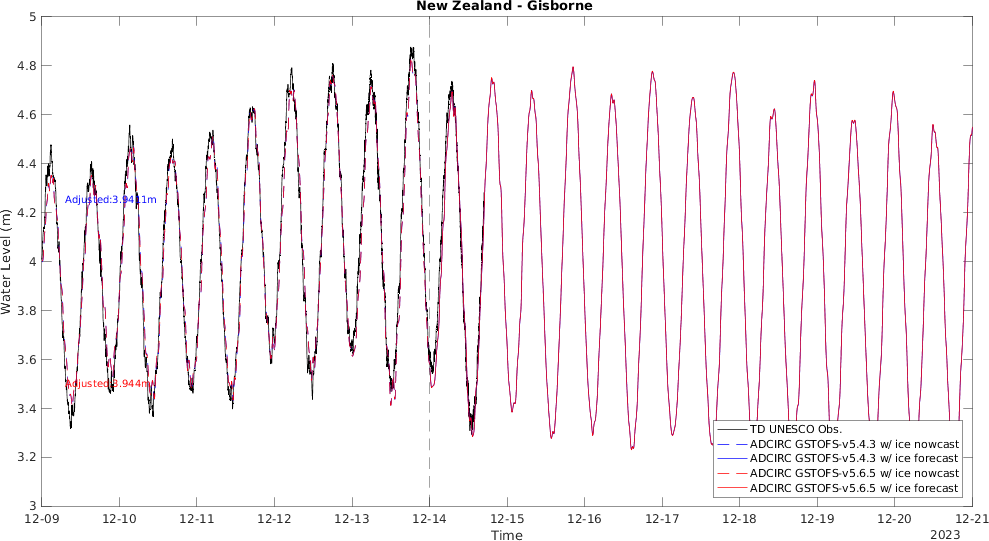 New Zealand - Gisborne
5
4.8
4.6
4.4
4.2
4
3.8
3.6
3.4
3.2
3
Water Level (m)
Adjusted:3.9411m
Adjusted:3.944m
TD UNESCO Obs.
ADCIRC GSTOFS-v5.4.3 w/ ice nowcast
ADCIRC GSTOFS-v5.4.3 w/ ice forecast
ADCIRC GSTOFS-v5.6.5 w/ ice nowcast
ADCIRC GSTOFS-v5.6.5 w/ ice forecast
12-09 12-10 12-11 12-12 12-13 12-14 12-15 12-16 12-17 12-18 12-19 12-20 12-21
Time
2023